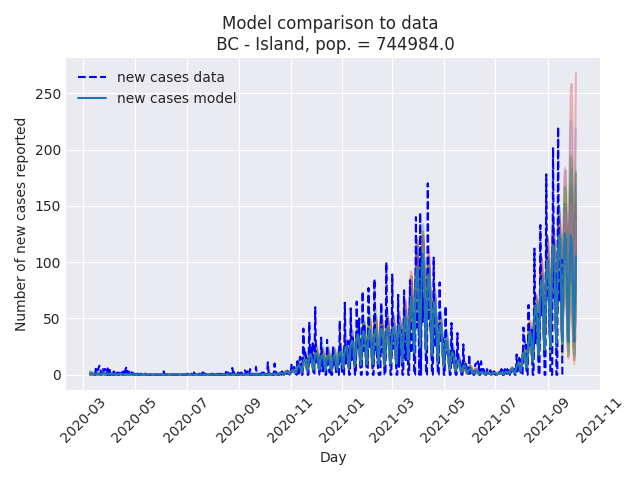 Model comparison to data
BC - Island, pop. = 744984.0
new cases data
new cases model
Number of new cases reported
250
200
150
100
50
0
2020-03
2020-05
2020-07
2020-09
2020-11
2021-01
2021-03
2021-05
2021-07
2021-09
2021-11
Day